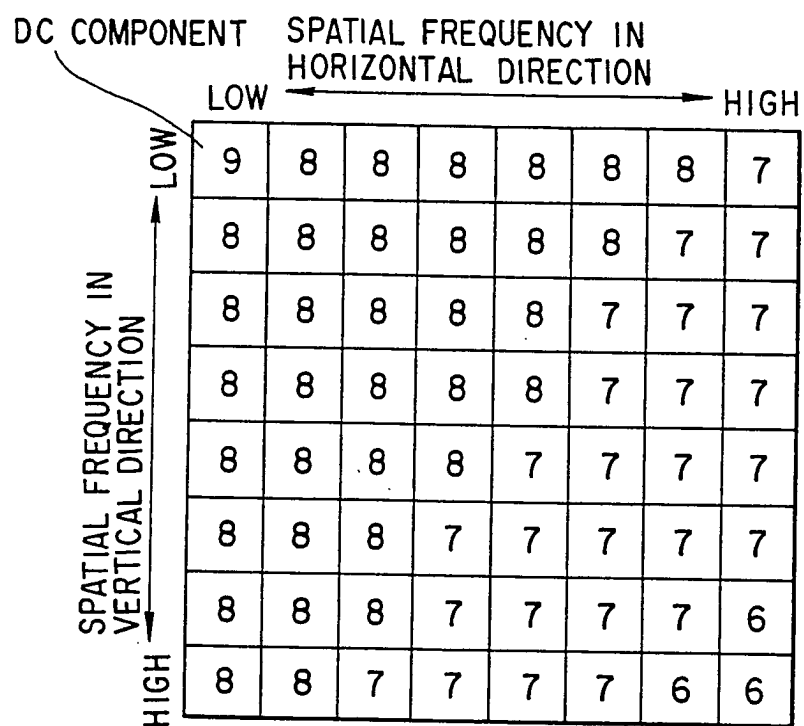 DC COMPONENT
SPATIAL FREQUENCY IN
HORIZONTAL DIRECTION
LOW
HIGH
LOW
SPATIAL FREQUENCY IN
VERTICAL DIRECTION
HIGH
9 8 8 8 8 8 8 7
8 8 8 8 8 8 7 7
8 8 8 8 8 7 7 7
8 8 8 8 8 7 7 7
8 8 8 8 7 7 7 7
8 8 8 7 7 7 7 7
8 8 8 7 7 7 7 6
8 8 7 7 7 7 6 6